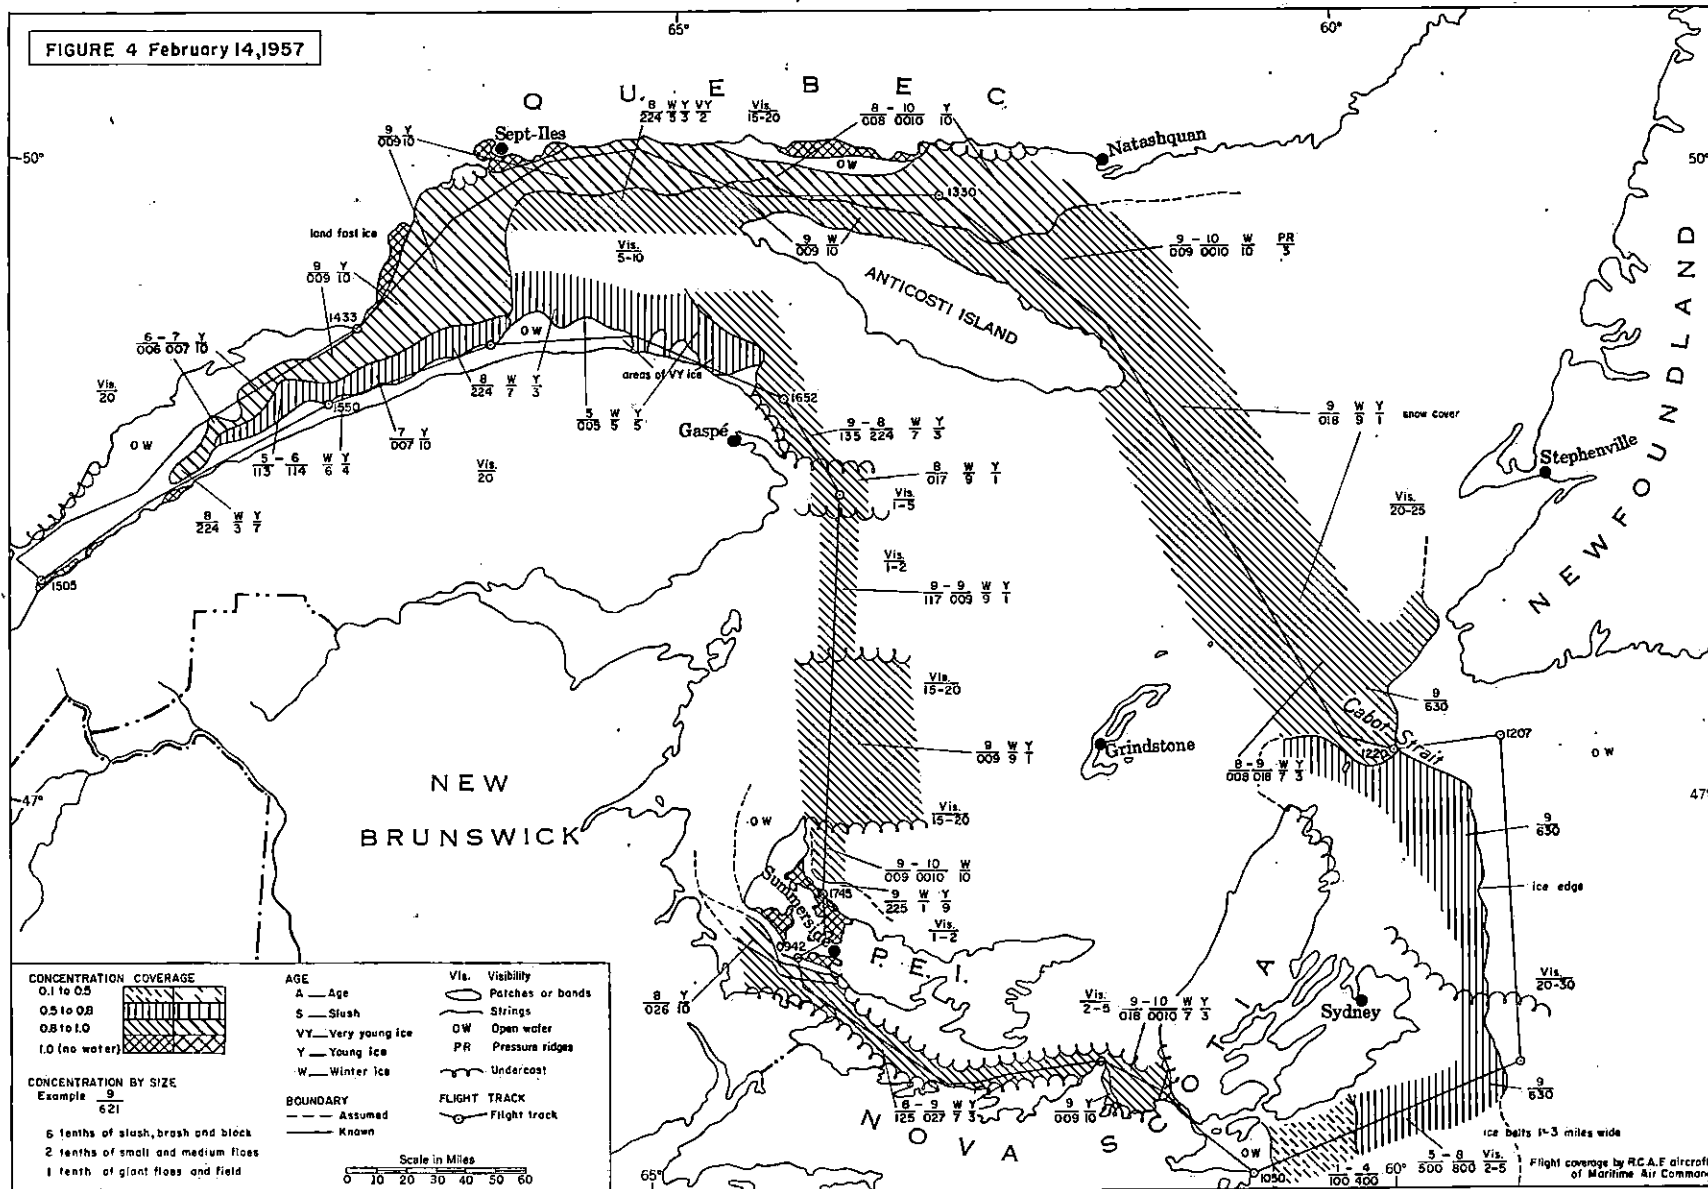 FIGURE 4 February 14,1957
65°
60°
QUEBEC
8 W Y VY
224 5 3 2
Vis.
15-20
8 - 10 Y
008 0010 10
9 Y
009 10
Sept-Iles
Natashquan
50°
50°
OW
1330
land fast ice
9 Y
009 10
Vis.
5-10
9 W
009 10
9 - 10 W PR
009 0010 10 3
ANTICOSTI ISLAND
NEWFOUNDLAND
1433
6 - 7 Y
006 007 10
OW
Vis.
20
areas of VY ice
8 W Y
224 7 3
5 W Y
005 5 5
1550
1652
9 W Y
018 9 1
snow cover
OW
7 Y
007 10
Gaspé
9 - 8 W Y
135 224 7 3
5 - 6 W Y
113 114 6 4
Vis.
20
8 W Y
017 9 1
Stephenville
Vis.
1-5
Vis.
20-25
8 W Y
224 3 7
Vis.
1-2
1505
9 - 9 W Y
117 009 9 1
Vis.
15-20
9
630
Cabot Strait
1207
1220
OW
Grindstone
9 W Y
009 9 1
8 - 9 W Y
008 018 7 3
NEW
BRUNSWICK
47°
47°
Vis.
15-20
OW
9
630
9 - 10 W
009 0010 10
ice edge
Summerside
1745
9 W Y
225 1 9
Vis.
1-2
0942
P.E.I.
8 Y
026 10
Vis.
2-5
9 - 10 W Y
018 0010 7 3
Sydney
Vis.
20-30
NOVA SCOTIA
8 - 9 W Y
125 027 7 3
9 Y
009 10
9
630
ice belts 1-3 miles wide
OW
1050
1 - 4
100 400
60°
5 - 8 Vis.
500 800 2-5
Flight coverage by R.C.A.F. aircraft
of Maritime Air Command
65°
CONCENTRATION COVERAGE
0.1 to 0.5
0.5 to 0.8
0.8 to 1.0
1.0 (no water)
CONCENTRATION BY SIZE
Example 9
621
6 tenths of slush, brash and block
2 tenths of small and medium floes
1 tenth of giant floes and field
AGE
A — Age
S — Slush
VY — Very young ice
Y — Young ice
W — Winter ice
BOUNDARY
Assumed
Known
Vis. Visibility
Patches or bands
Strings
OW Open water
PR Pressure ridges
Undercast
FLIGHT TRACK
Flight track
Scale in Miles
0 10 20 30 40 50 60